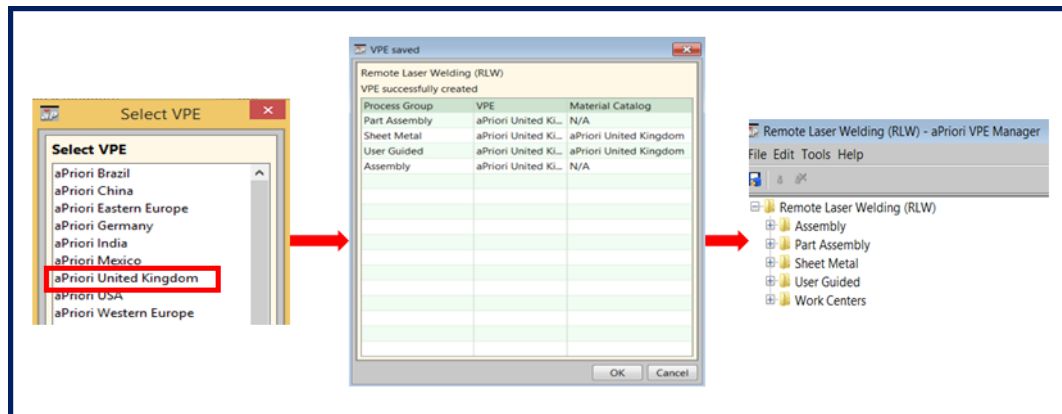 Select VPE
Select VPE
aPriori Brazil
aPriori China
aPriori Eastern Europe
aPriori Germany
aPriori India
aPriori Mexico
aPriori United Kingdom
aPriori USA
aPriori Western Europe
VPE saved
Remote Laser Welding (RLW)
VPE successfully created
Process Group VPE Material Catalog
Part Assembly aPriori United Ki... N/A
Sheet Metal aPriori United Ki... aPriori United Kingdom
User Guided aPriori United Ki... aPriori United Kingdom
Assembly aPriori United Ki... N/A
OK Cancel
Remote Laser Welding (RLW) - aPriori VPE Manager
File Edit Tools Help
Remote Laser Welding (RLW)
Assembly
Part Assembly
Sheet Metal
User Guided
Work Centers